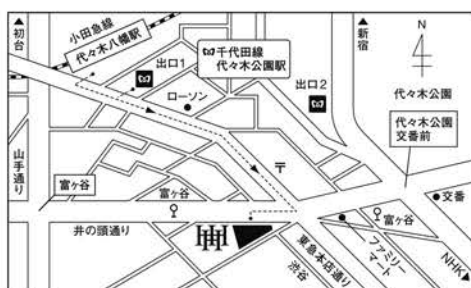 ▲初台
小田急線
代々木八幡駅
出口1
千代田線
代々木公園駅
出口2
▲新宿
N
代々木公園
代々木公園
交番前
ローソン
山手通り
富ヶ谷
富ヶ谷
〒
交番
富ヶ谷
井の頭通り
ファミリー
マート
東急本店通り
渋谷
NHK▲